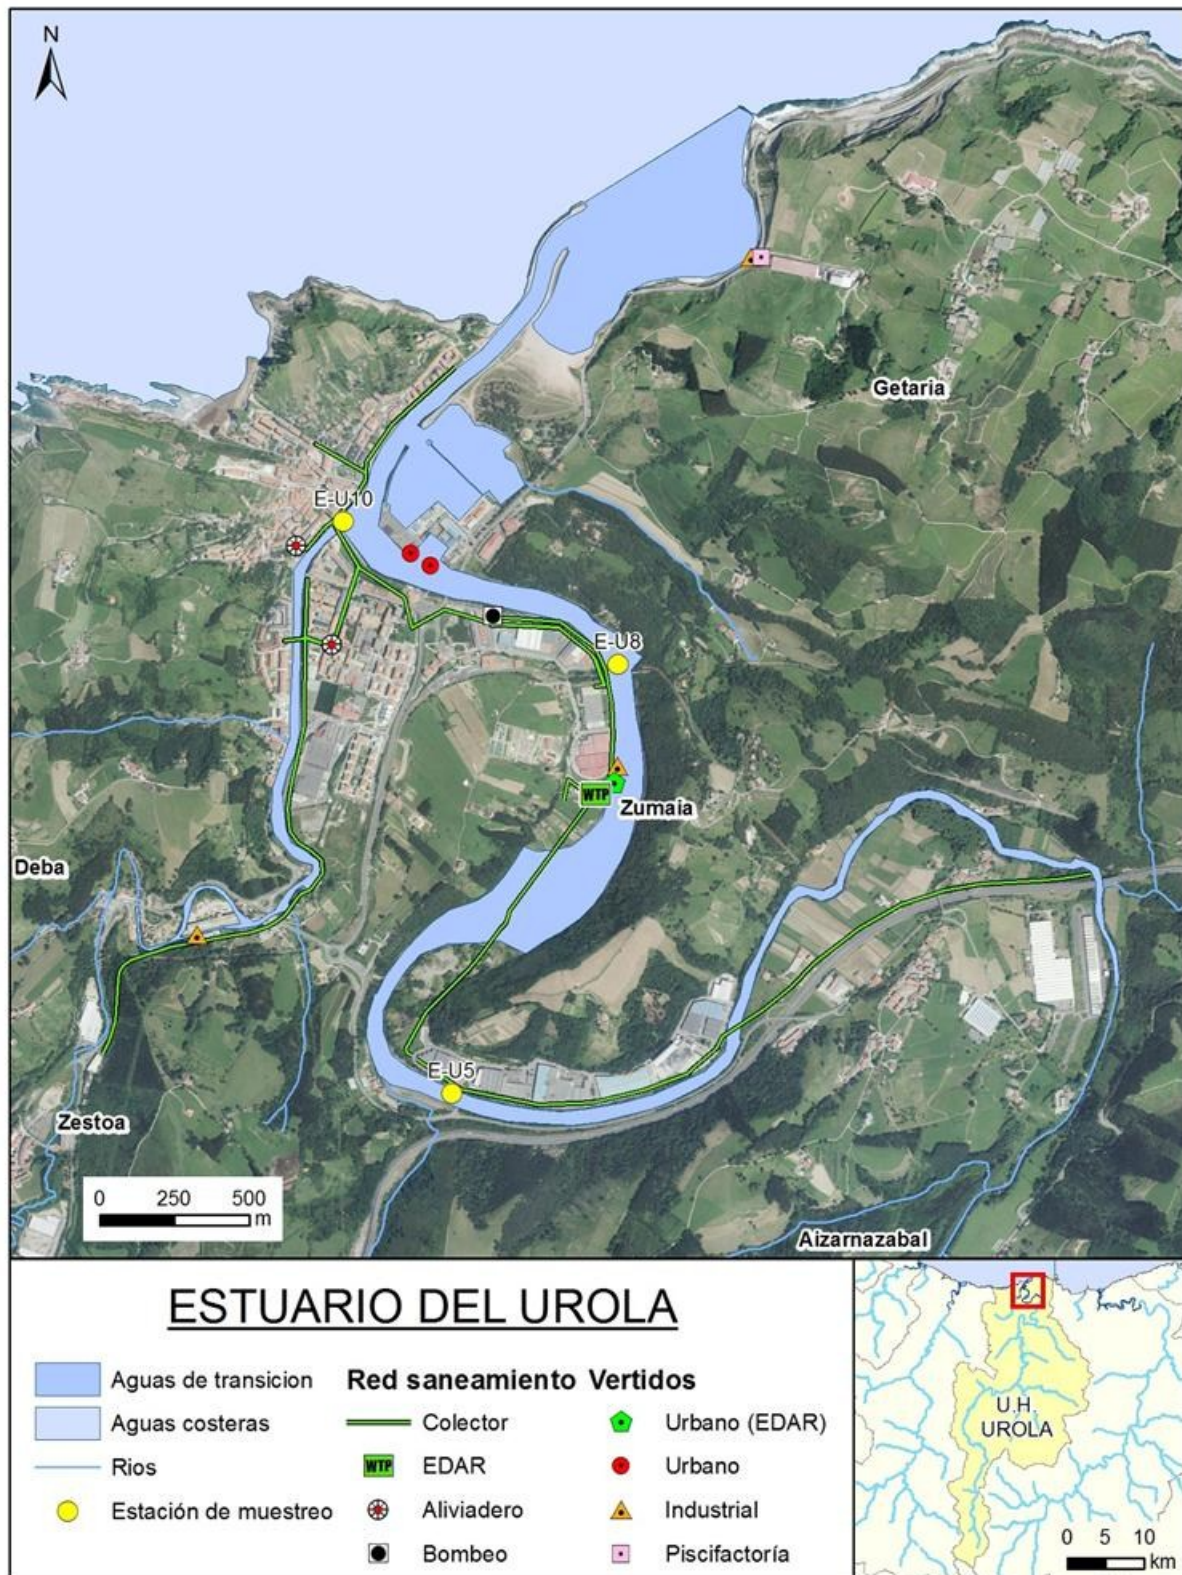 N
Getaria
E-U10
E-U8
WTP
Zumaia
Deba
E-U5
Zestoa
0 250 500
m
Aizarnazabal
ESTUARIO DEL UROLA
Aguas de transicion
Aguas costeras
Rios
Estación de muestreo
Red saneamiento
Colector
WTP EDAR
Aliviadero
Bombeo
Vertidos
Urbano (EDAR)
Urbano
Industrial
Piscifactoría
U.H.
UROLA
0 5 10
km